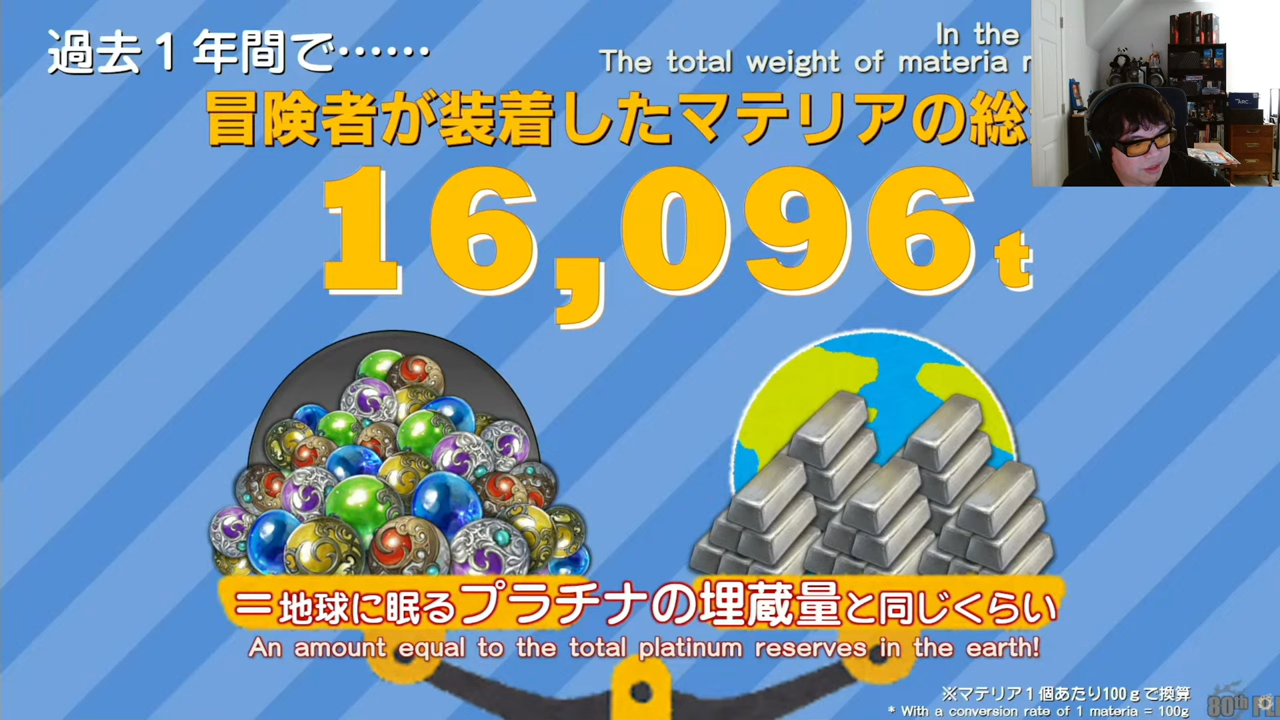 過去1年間で……
In the
The total weight of materia
冒険者が装着したマテリアの総
16,096t
=地球に眠るプラチナの埋蔵量と同じくらい
An amount equal to the total platinum reserves in the earth!
※マテリア1個あたり100gで換算
* With a conversion rate of 1 materia = 100g
80th